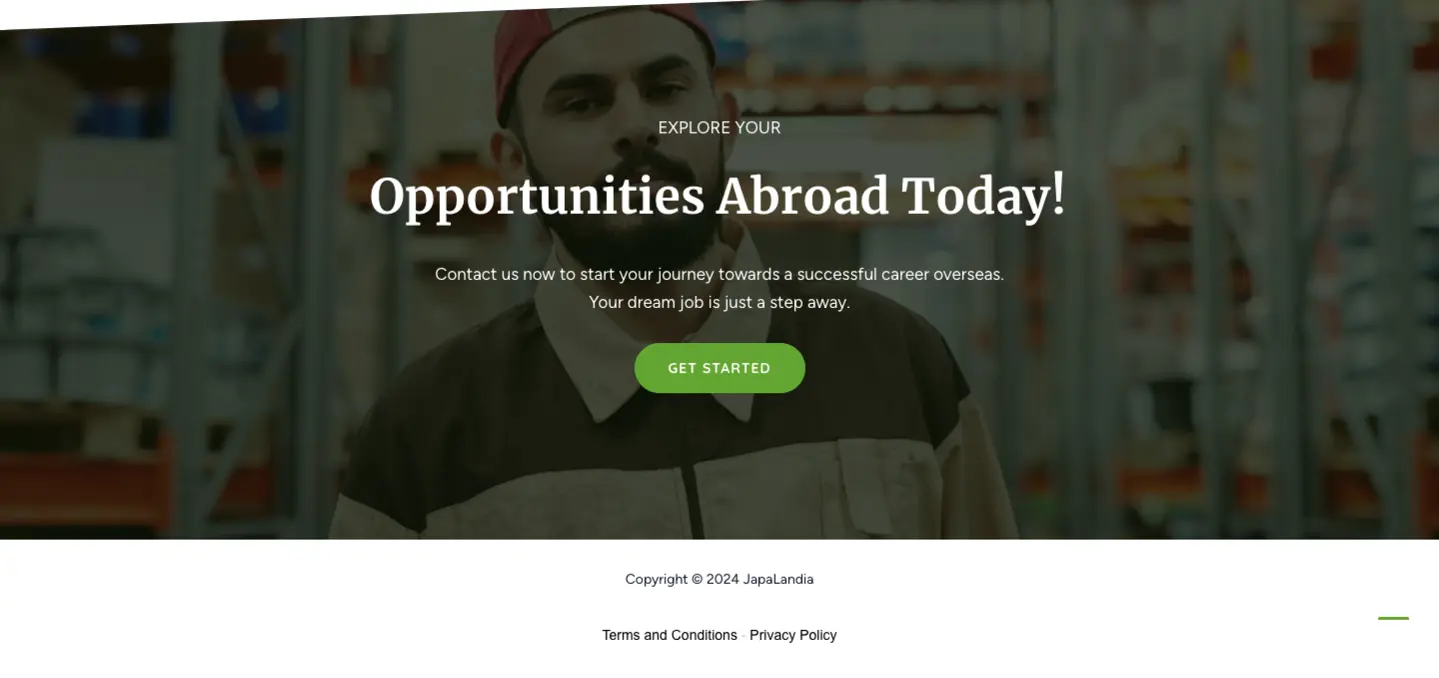 EXPLORE YOUR
Opportunities Abroad Today!
Contact us now to start your journey towards a successful career overseas.
Your dream job is just a step away.
GET STARTED
Copyright © 2024 JapaLandia
Terms and Conditions - Privacy Policy